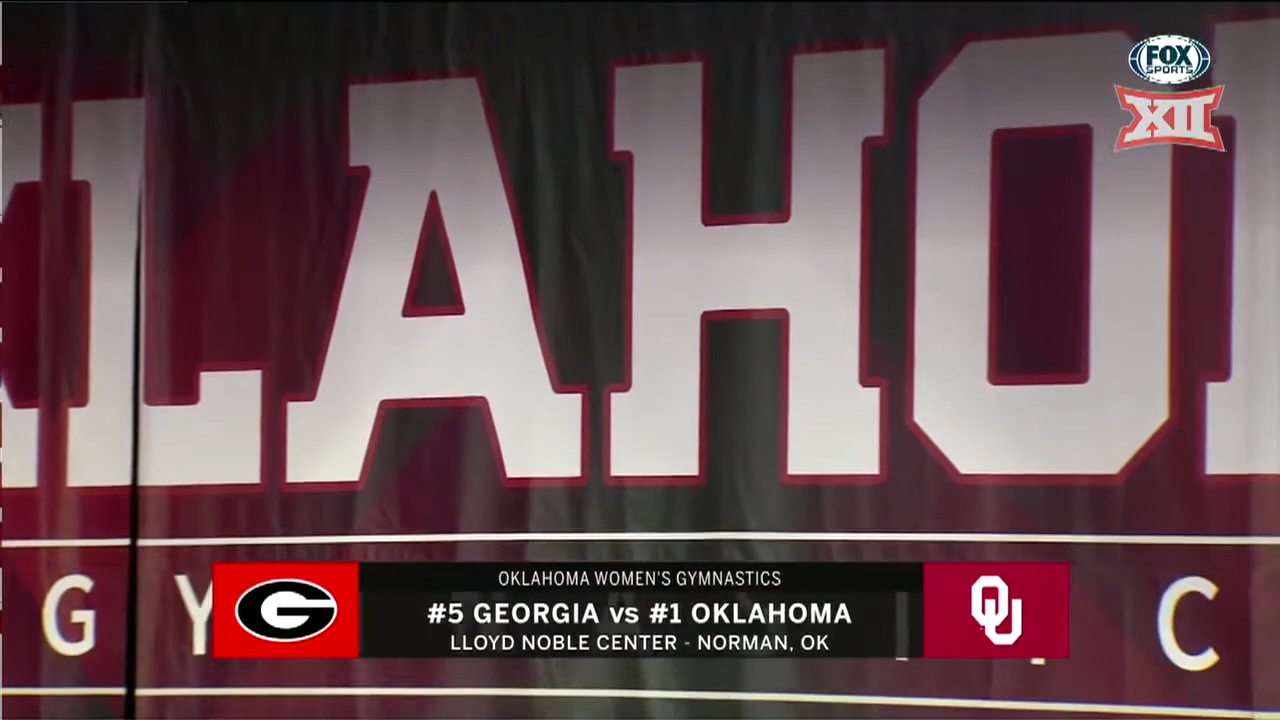 FOX
SPORTS
XII
LAHO
G Y
C
OKLAHOMA WOMEN'S GYMNASTICS
#5 GEORGIA vs #1 OKLAHOMA
LLOYD NOBLE CENTER - NORMAN, OK
G
OU